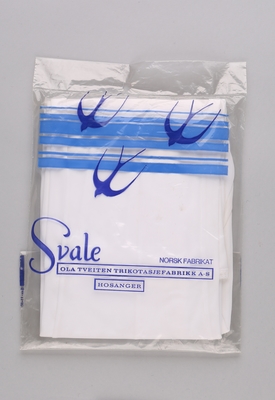 Svale
NORSK FABRIKAT
OLA TVEITEN TRIKOTASJEFABRIKK A-S
HOSANGER